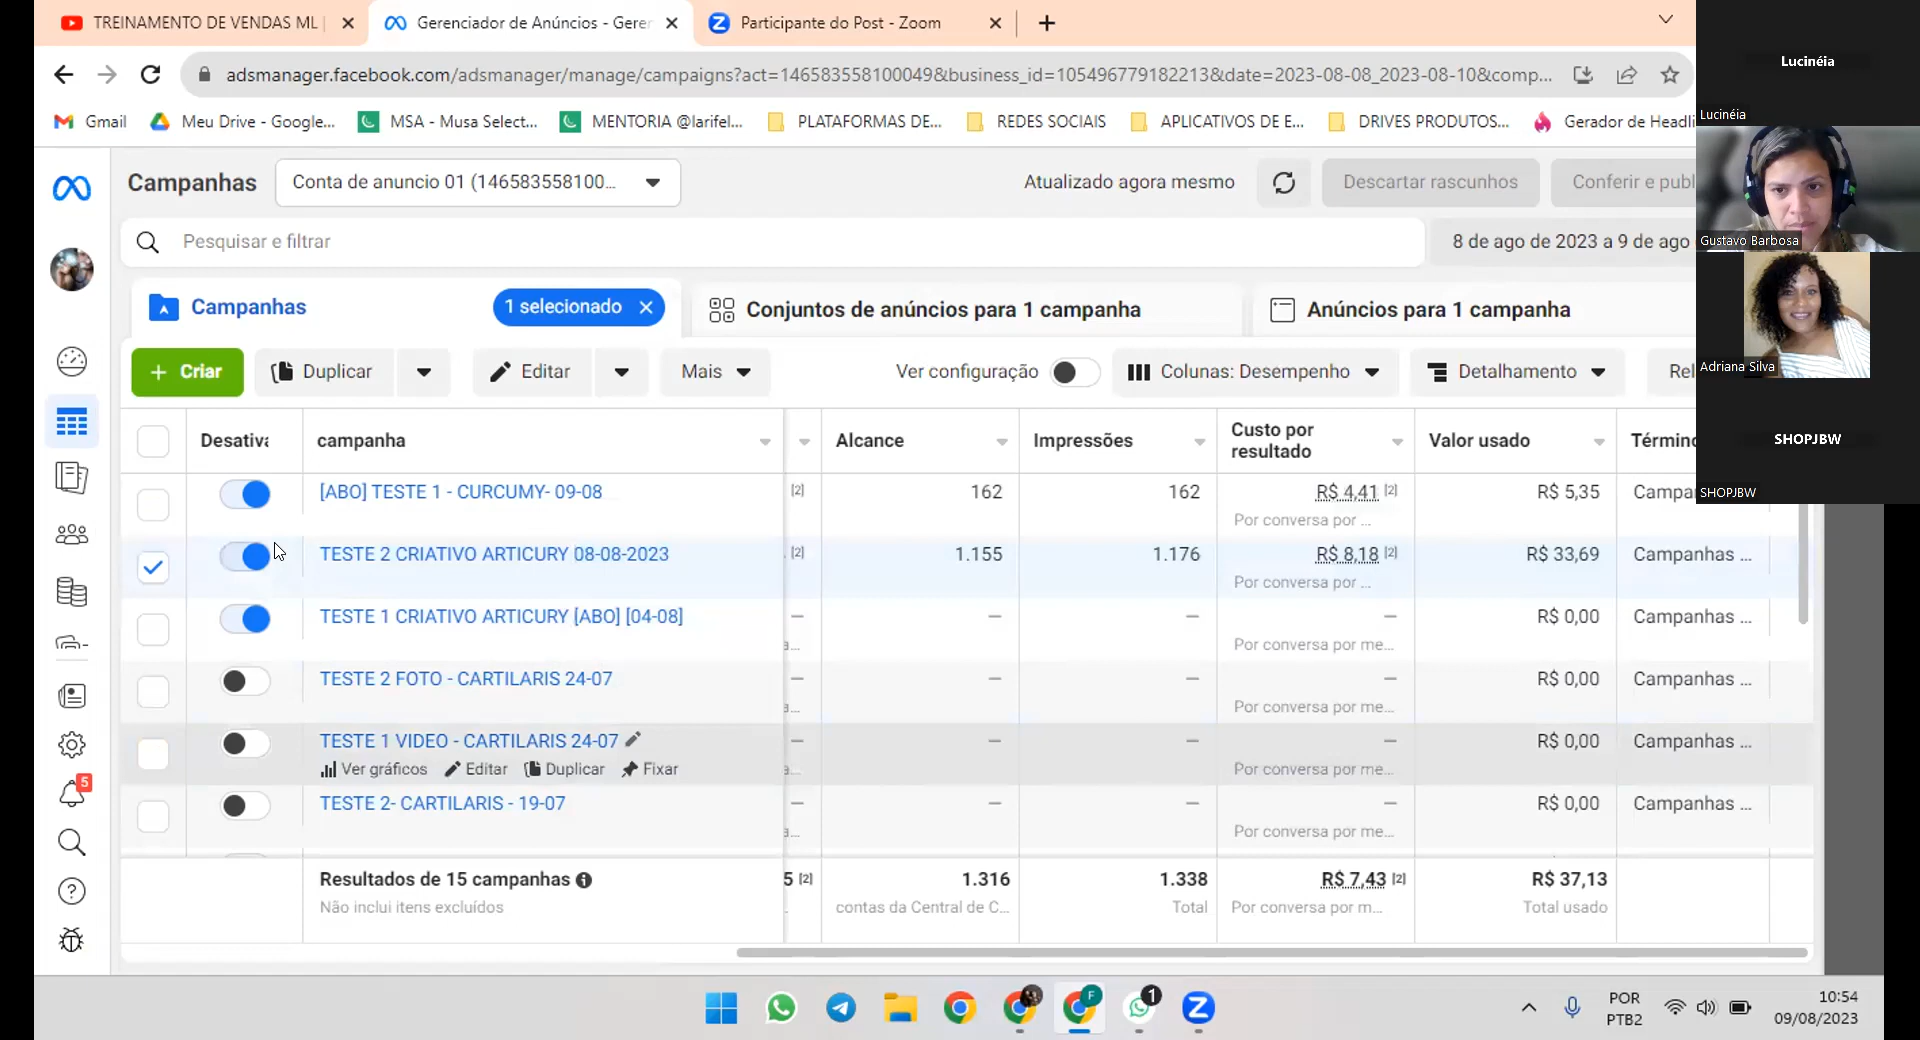 TREINAMENTO DE VENDAS ML |
Gerenciador de Anúncios - Geren
Participante do Post - Zoom
adsmanager.facebook.com/adsmanager/manage/campaigns?act=146583558100049&business_id=105496779182213&date=2023-08-08_2023-08-10&comp...
Gmail
Meu Drive - Google...
MSA - Musa Select...
MENTORIA @larifel...
PLATAFORMAS DE...
REDES SOCIAIS
APLICATIVOS DE E...
DRIVES PRODUTOS...
Gerador de Headli
Lucinéia
Lucinéia
Gustavo Barbosa
Adriana Silva
SHOPJBW
SHOPJBW
Campanhas
Conta de anuncio 01 (146583558100...
Atualizado agora mesmo
Descartar rascunhos
Conferir e publ
Pesquisar e filtrar
8 de ago de 2023 a 9 de ago
Campanhas
1 selecionado
Conjuntos de anúncios para 1 campanha
Anúncios para 1 campanha
+ Criar
Duplicar
Editar
Mais
Ver configuração
Colunas: Desempenho
Detalhamento
Rel
Desativa
campanha
Alcance
Impressões
Custo por resultado
Valor usado
Término
[ABO] TESTE 1 - CURCUMY- 09-08
[2]
162
162
R$ 4,41 [2]
R$ 5,35
Campa
Por conversa por ...
TESTE 2 CRIATIVO ARTICURY 08-08-2023
[2]
1.155
1.176
R$ 8,18 [2]
R$ 33,69
Campanhas ...
Por conversa por ...
TESTE 1 CRIATIVO ARTICURY [ABO] [04-08]
—
—
—
—
R$ 0,00
Campanhas ...
a...
Por conversa por me...
TESTE 2 FOTO - CARTILARIS 24-07
—
—
—
—
R$ 0,00
Campanhas ...
a...
Por conversa por me...
TESTE 1 VIDEO - CARTILARIS 24-07
—
—
—
—
R$ 0,00
Campanhas ...
Ver gráficos
Editar
Duplicar
Fixar
a...
Por conversa por me...
TESTE 2- CARTILARIS - 19-07
—
—
—
—
R$ 0,00
Campanhas ...
a...
Por conversa por me...
Resultados de 15 campanhas
5 [2]
1.316
1.338
R$ 7,43 [2]
R$ 37,13
Não inclui itens excluídos
contas da Central de C...
Total
Por conversa por m...
Total usado
5
F
1
POR
PTB2
10:54
09/08/2023